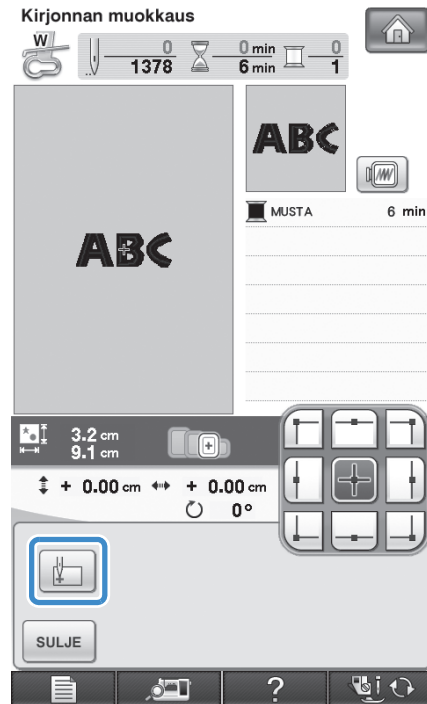 Kirjonnan muokkaus
W
0 0 min 0
1378 6 min 1
ABC
ABC
MUSTA 6 min
3.2 cm
9.1 cm
+ 0.00 cm + 0.00 cm
0°
SULJE
?